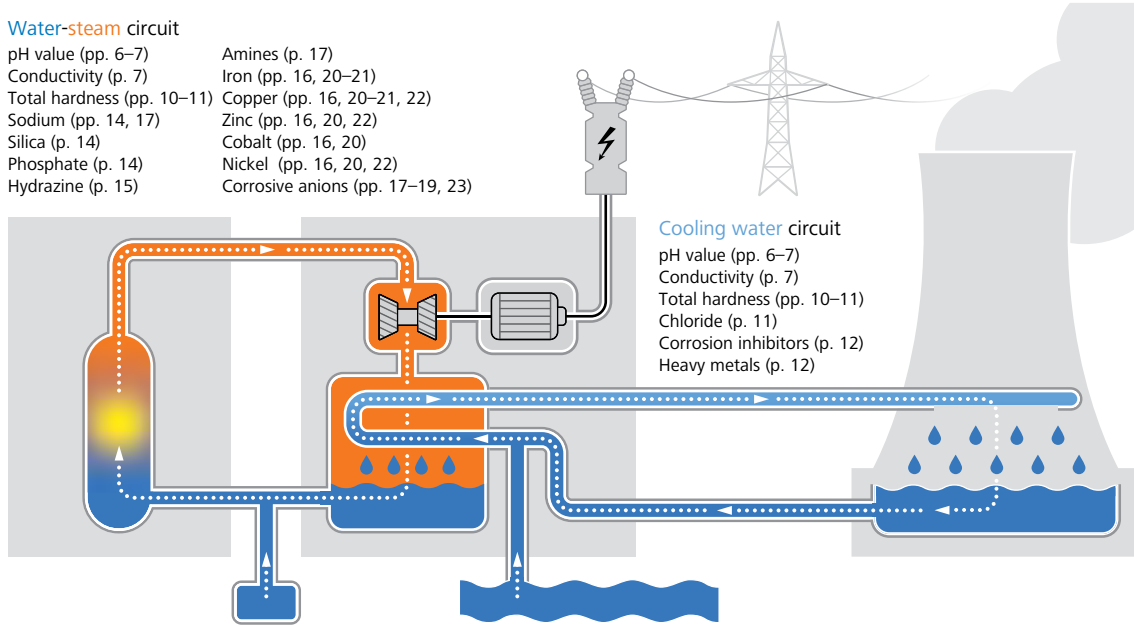 Water-steam circuit
pH value (pp. 6–7)
Conductivity (p. 7)
Total hardness (pp. 10–11)
Sodium (pp. 14, 17)
Silica (p. 14)
Phosphate (p. 14)
Hydrazine (p. 15)
Amines (p. 17)
Iron (pp. 16, 20–21)
Copper (pp. 16, 20–21, 22)
Zinc (pp. 16, 20, 22)
Cobalt (pp. 16, 20)
Nickel (pp. 16, 20, 22)
Corrosive anions (pp. 17–19, 23)
Cooling water circuit
pH value (pp. 6–7)
Conductivity (p. 7)
Total hardness (pp. 10–11)
Chloride (p. 11)
Corrosion inhibitors (p. 12)
Heavy metals (p. 12)